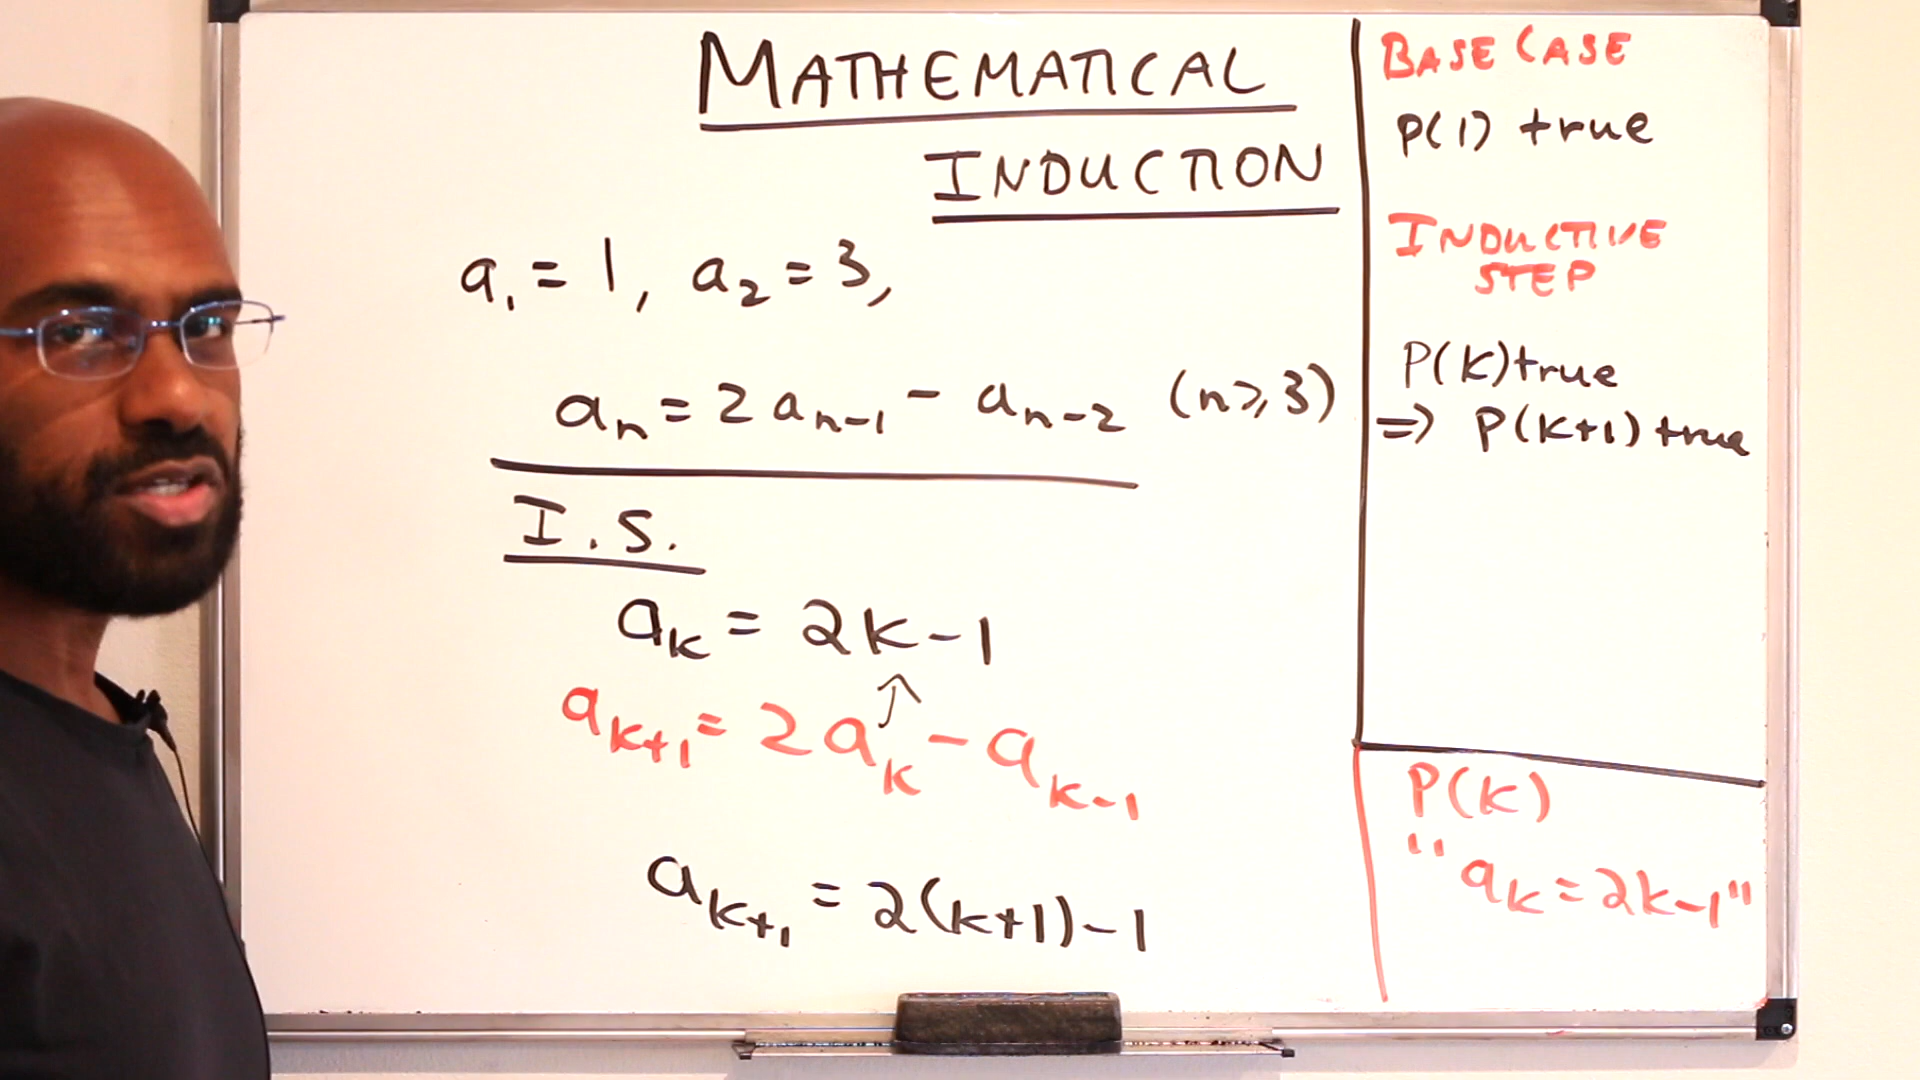 MATHEMATICAL
INDUCTION
a₁ = 1, a₂ = 3,
aₙ = 2aₙ₋₁ - aₙ₋₂ (n ≥ 3)
I.S.
aₖ = 2k-1
aₖ₊₁ = 2aₖ - aₖ₋₁
aₖ₊₁ = 2(k+1)-1
BASE CASE
P(1) true
INDUCTIVE
STEP
P(k) true
=> P(k+1) true
P(k)
"aₖ = 2k-1"